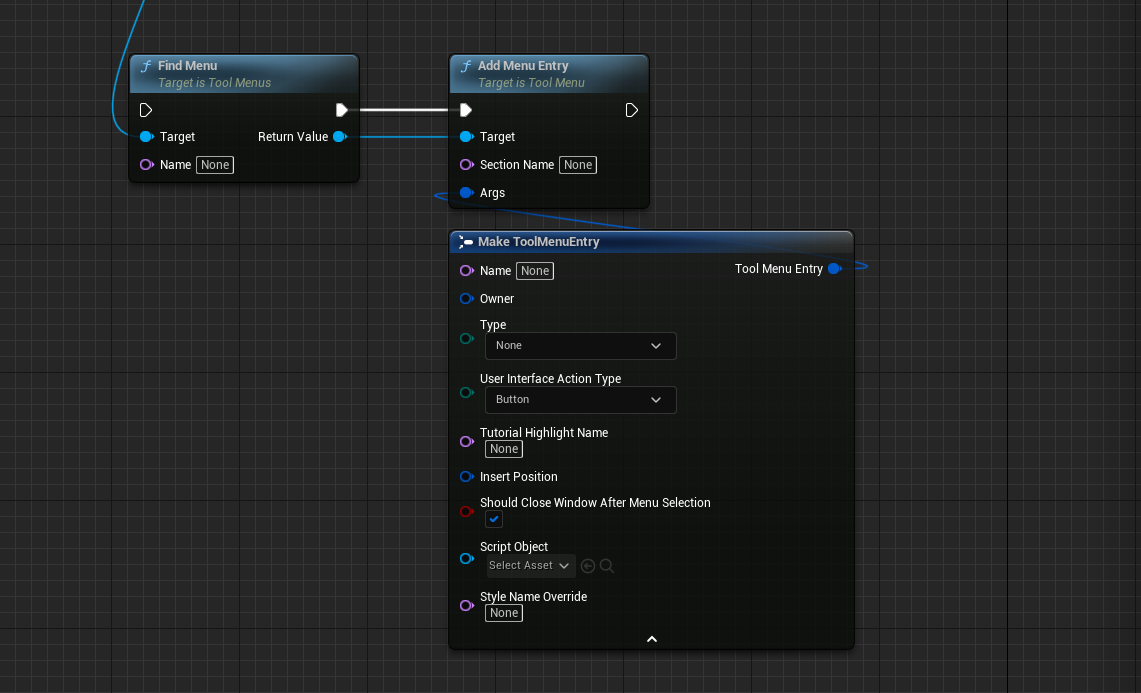 Find Menu
Target is Tool Menus
Target
Return Value
Name None
Add Menu Entry
Target is Tool Menu
Target
Section Name None
Args
Make ToolMenuEntry
Name None
Tool Menu Entry
Owner
Type
None
User Interface Action Type
Button
Tutorial Highlight Name
None
Insert Position
Should Close Window After Menu Selection
Script Object
Select Asset
Style Name Override
None